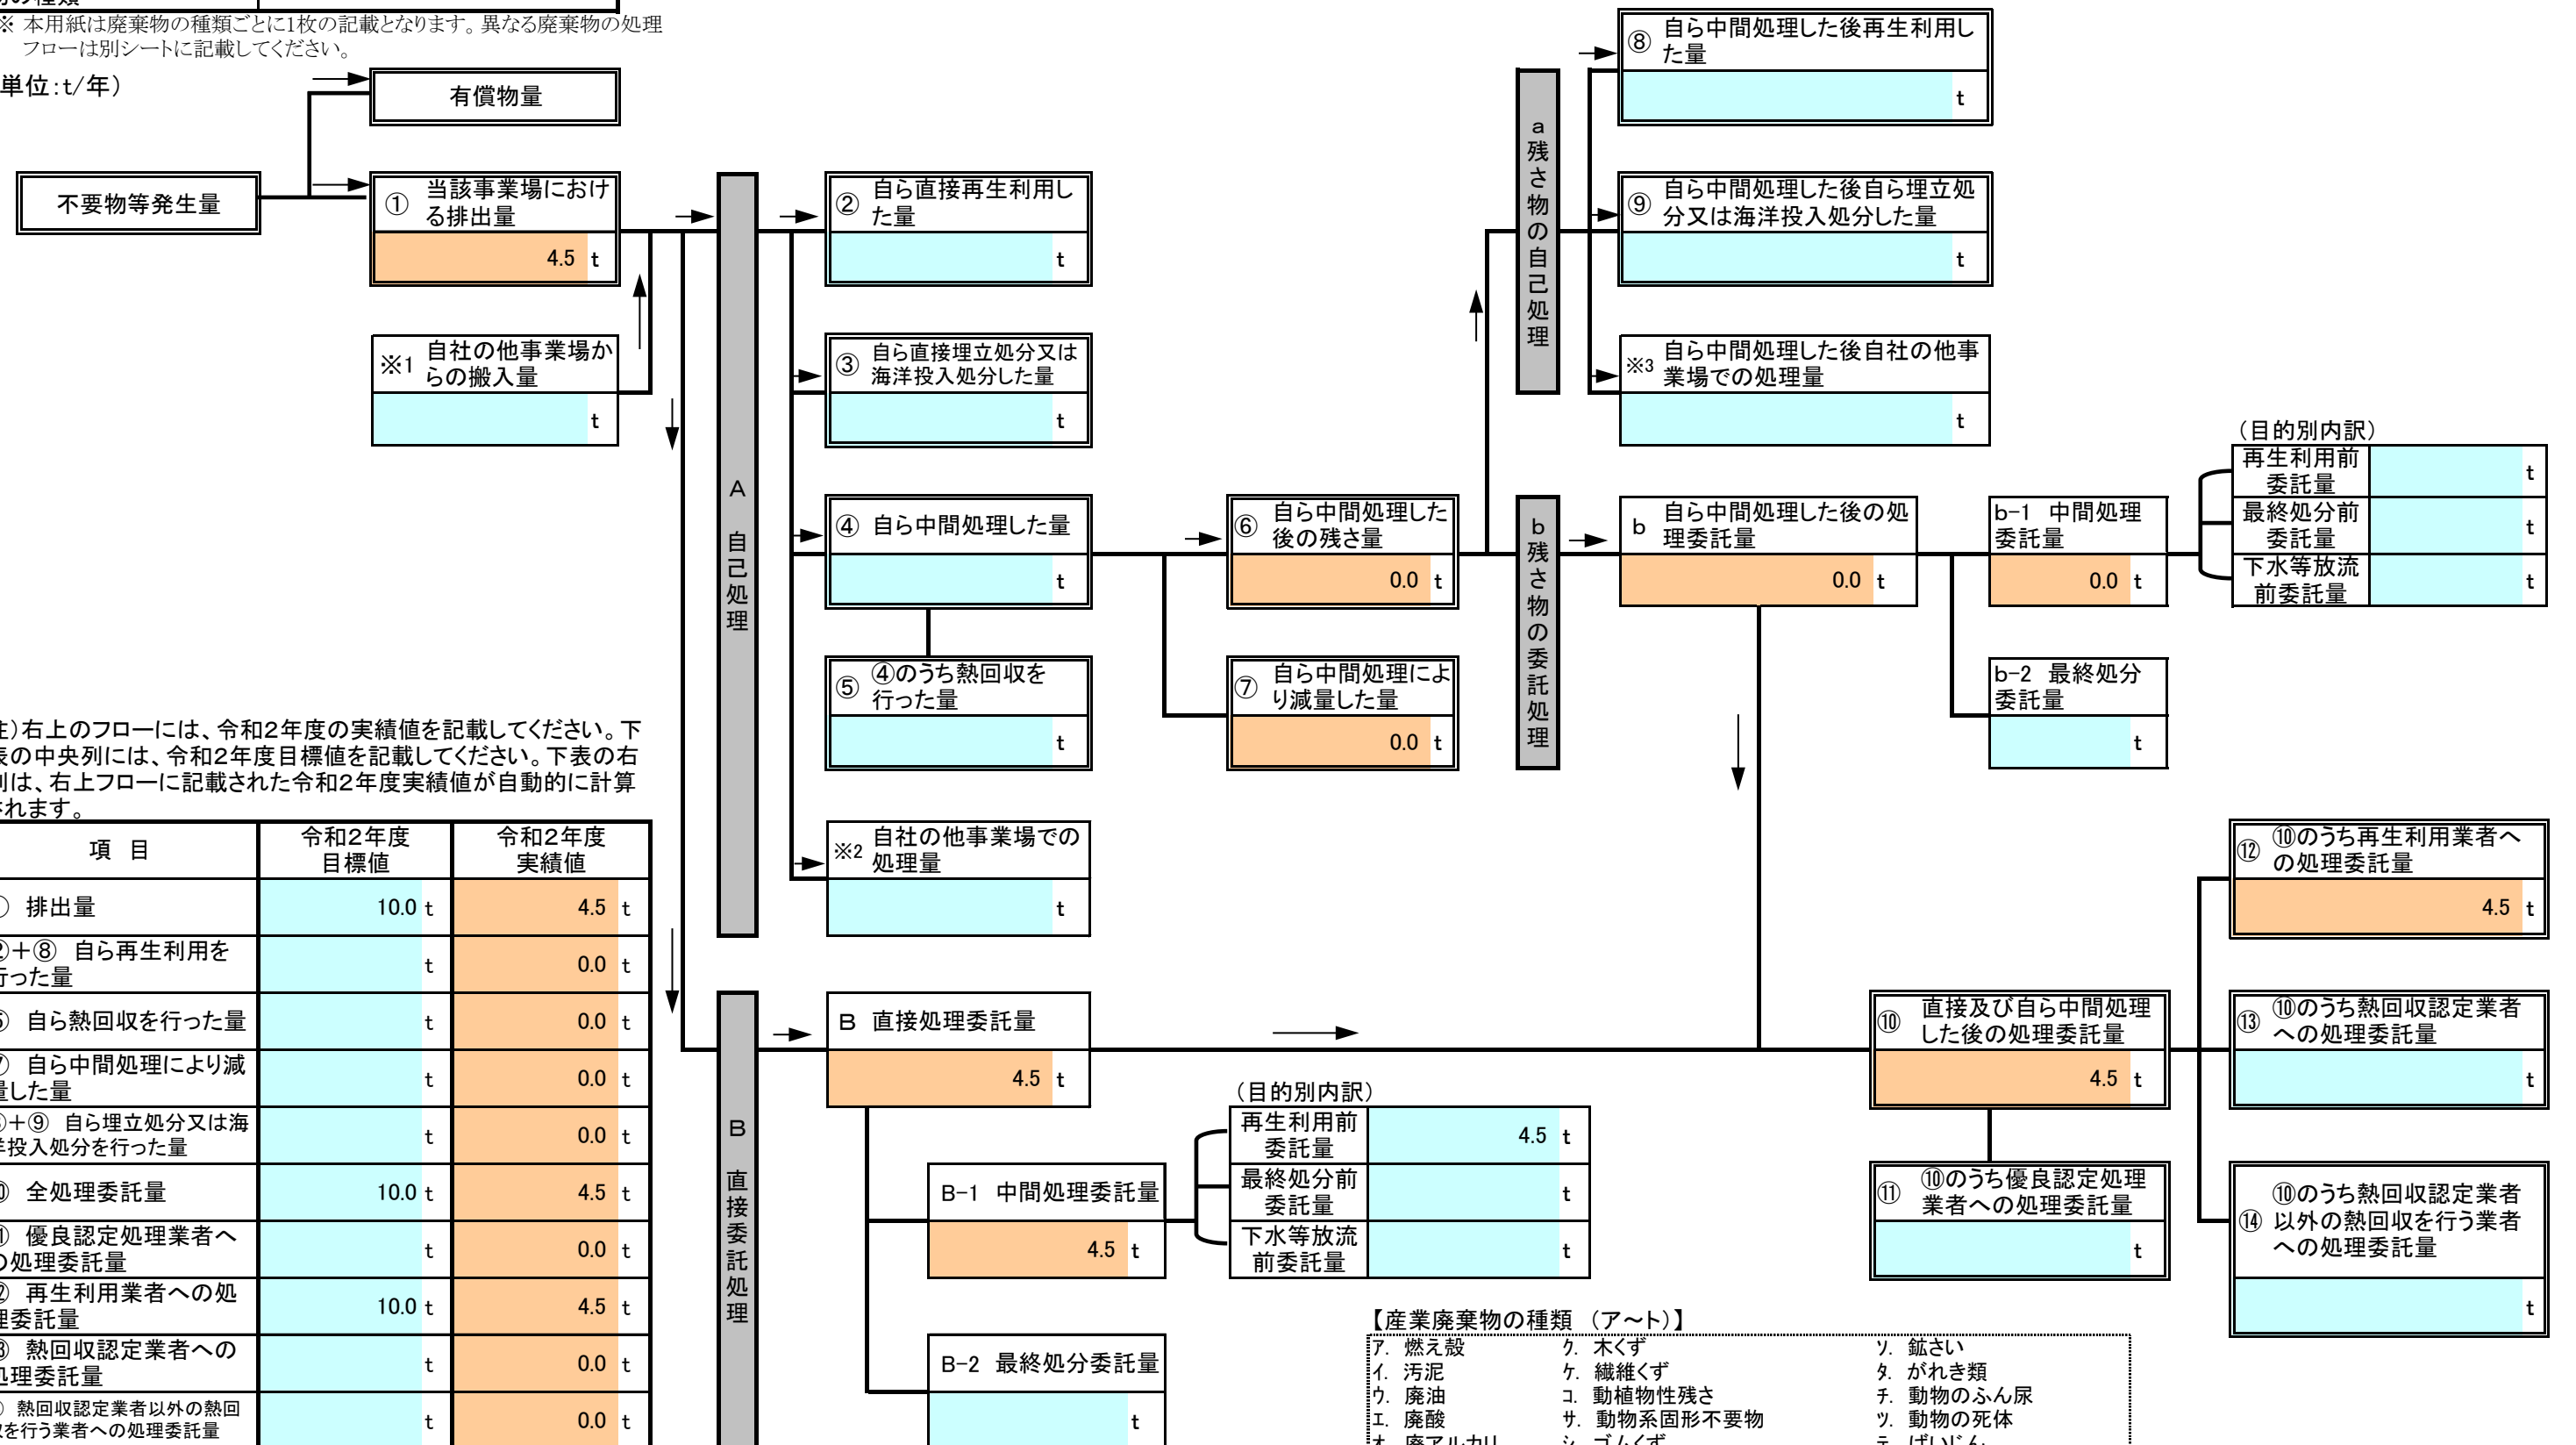 の種類
※ 本用紙は廃棄物の種類ごとに1枚の記載となります。異なる廃棄物の処理
フローは別シートに記載してください。
単位:t/年)
有償物量
不要物等発生量
① 当該事業場におけ
る排出量
4.5 t
※1 自社の他事業場か
らの搬入量
t
A 自己処理
② 自ら直接再生利用し
た量
t
③ 自ら直接埋立処分又は
海洋投入処分した量
t
④ 自ら中間処理した量
t
⑤ ④のうち熱回収を
行った量
t
※2 自社の他事業場での
処理量
t
⑥ 自ら中間処理した
後の残さ量
0.0 t
⑦ 自ら中間処理によ
り減量した量
0.0 t
a残さ物の自己処理
⑧ 自ら中間処理した後再生利用し
た量
t
⑨ 自ら中間処理した後自ら埋立処
分又は海洋投入処分した量
t
※3 自ら中間処理した後自社の他事
業場での処理量
t
b残さ物の委託処理
b 自ら中間処理した後の処
理委託量
0.0 t
b-1 中間処理
委託量
0.0 t
b-2 最終処分
委託量
t
(目的別内訳)
再生利用前
委託量 t
最終処分前
委託量 t
下水等放流
前委託量 t
注)右上のフローには、令和2年度の実績値を記載してください。下
表の中央列には、令和2年度目標値を記載してください。下表の右
列は、右上フローに記載された令和2年度実績値が自動的に計算
されます。
項 目 令和2年度
目標値 令和2年度
実績値
① 排出量 10.0 t 4.5 t
②+⑧ 自ら再生利用を
行った量 t 0.0 t
⑤ 自ら熱回収を行った量 t 0.0 t
⑦ 自ら中間処理により減
量した量 t 0.0 t
③+⑨ 自ら埋立処分又は海
洋投入処分を行った量 t 0.0 t
⑩ 全処理委託量 10.0 t 4.5 t
⑪ 優良認定処理業者へ
の処理委託量 t 0.0 t
⑫ 再生利用業者への処
理委託量 10.0 t 4.5 t
⑬ 熱回収認定業者への
処理委託量 t 0.0 t
⑭ 熱回収認定業者以外の熱回
収を行う業者への処理委託量 t 0.0 t
B 直接委託処理
B 直接処理委託量
4.5 t
B-1 中間処理委託量
4.5 t
B-2 最終処分委託量
t
(目的別内訳)
再生利用前
委託量 4.5 t
最終処分前
委託量 t
下水等放流
前委託量 t
⑩ 直接及び自ら中間処理
した後の処理委託量
4.5 t
⑪ ⑩のうち優良認定処理
業者への処理委託量
t
⑫ ⑩のうち再生利用業者へ
の処理委託量
4.5 t
⑬ ⑩のうち熱回収認定業者
への処理委託量
t
⑭ ⑩のうち熱回収認定業者
以外の熱回収を行う業者
への処理委託量
t
【産業廃棄物の種類 (ア~ト)】
ア. 燃え殻 ク. 木くず ソ. 鉱さい
イ. 汚泥 ケ. 繊維くず タ. がれき類
ウ. 廃油 コ. 動植物性残さ チ. 動物のふん尿
エ. 廃酸 サ. 動物系固形不要物 ツ. 動物の死体
オ. 廃アルカリ シ. ゴムくず テ. ばいじん